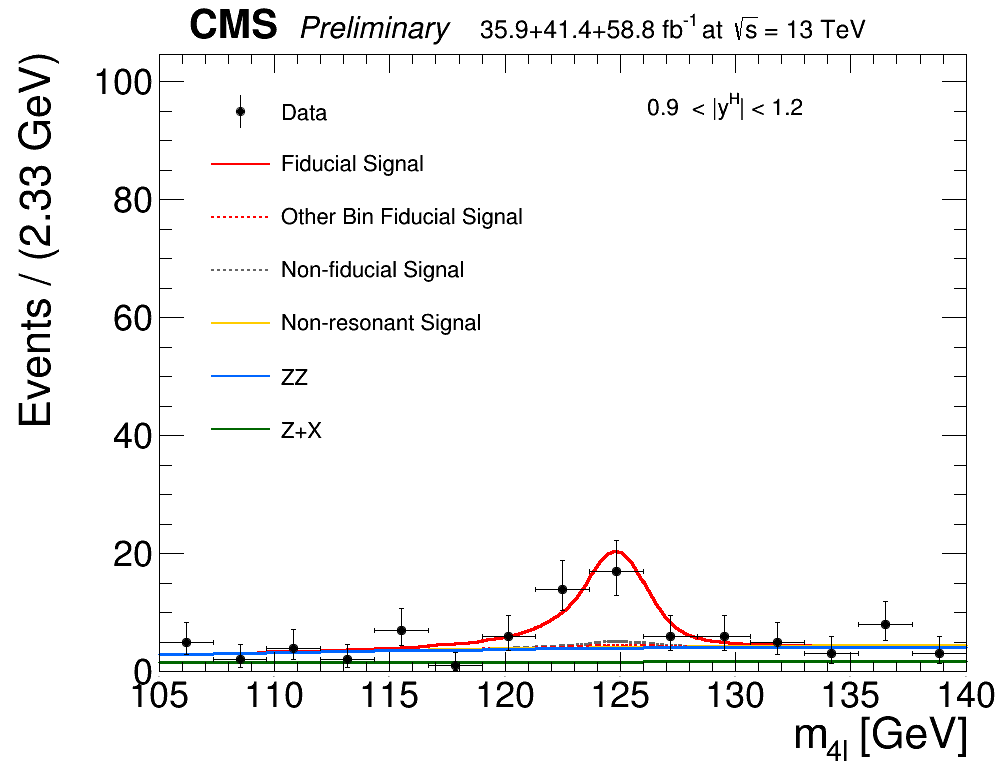 CMS Preliminary 35.9+41.4+58.8 fb⁻¹ at √s = 13 TeV
Events / (2.33 GeV)
100
80
60
40
20
0
Data
0.9 < |yᴴ| < 1.2
Fiducial Signal
Other Bin Fiducial Signal
Non-fiducial Signal
Non-resonant Signal
ZZ
Z+X
105 110 115 120 125 130 135 140
m₄ₗ [GeV]